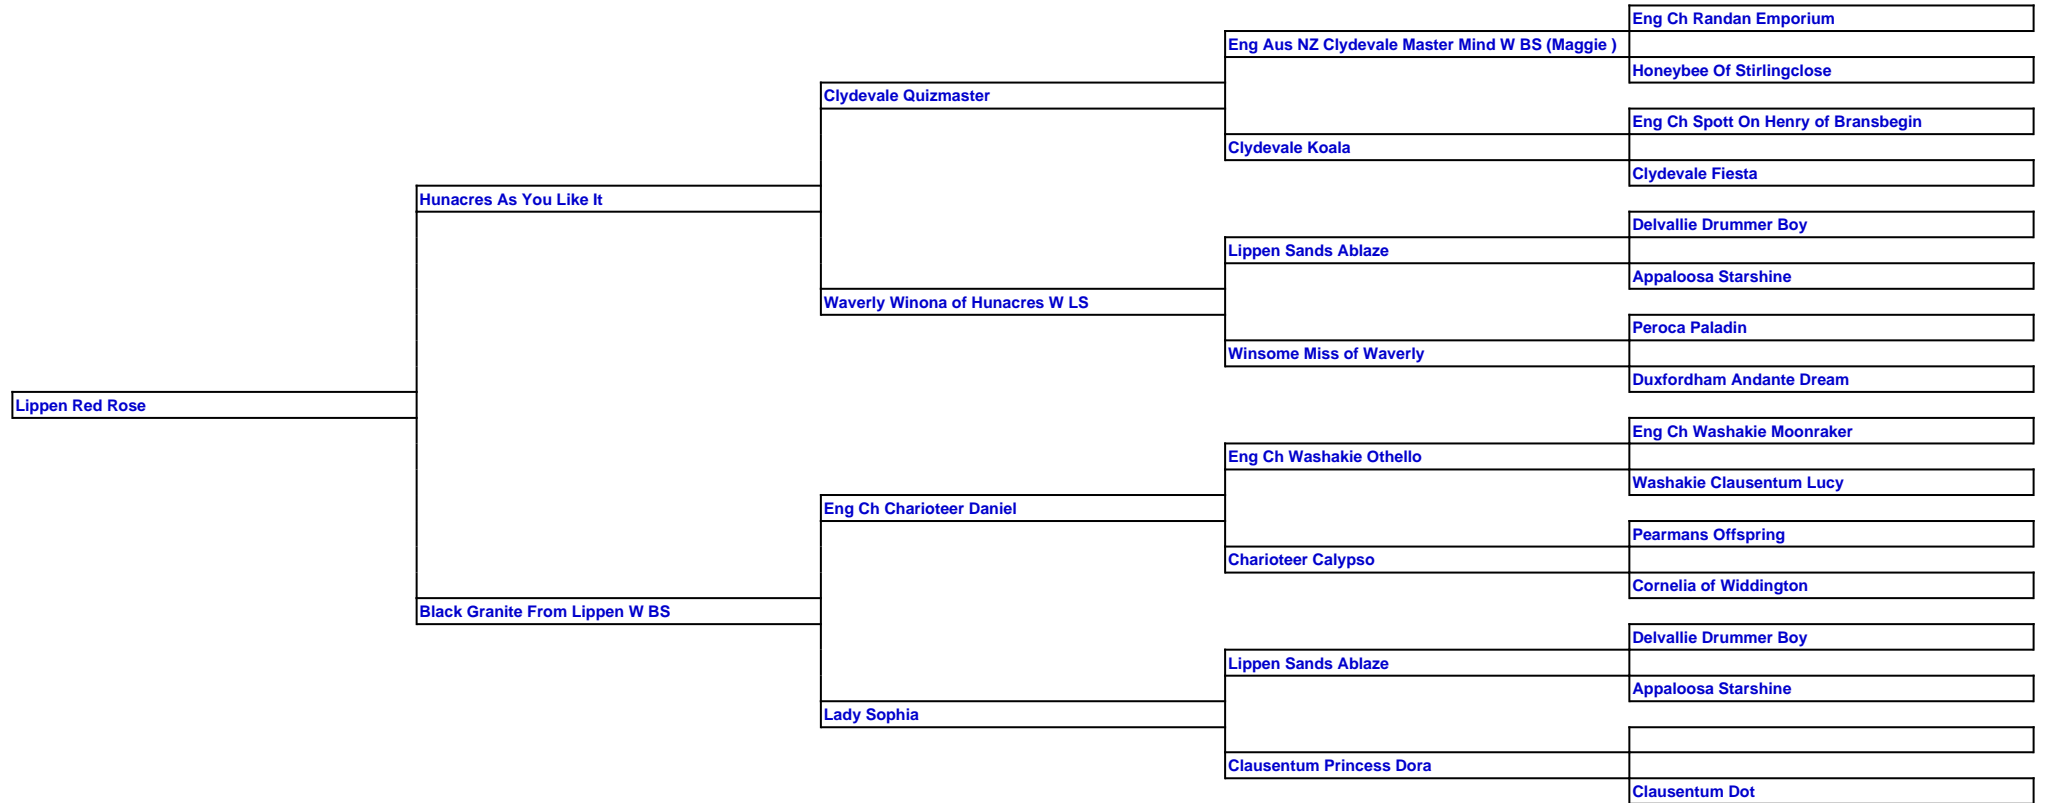 Eng Ch Randan Emporium
Eng Aus NZ Clydevale Master Mind W BS (Maggie )
Honeybee Of Stirlingclose
Clydevale Quizmaster
Eng Ch Spott On Henry of Bransbegin
Clydevale Koala
Clydevale Fiesta
Hunacres As You Like It
Delvallie Drummer Boy
Lippen Sands Ablaze
Appaloosa Starshine
Waverly Winona of Hunacres W LS
Peroca Paladin
Winsome Miss of Waverly
Duxfordham Andante Dream
Lippen Red Rose
Eng Ch Washakie Moonraker
Eng Ch Washakie Othello
Washakie Clausentum Lucy
Eng Ch Charioteer Daniel
Pearmans Offspring
Charioteer Calypso
Cornelia of Widdington
Black Granite From Lippen W BS
Delvallie Drummer Boy
Lippen Sands Ablaze
Appaloosa Starshine
Lady Sophia
Clausentum Princess Dora
Clausentum Dot